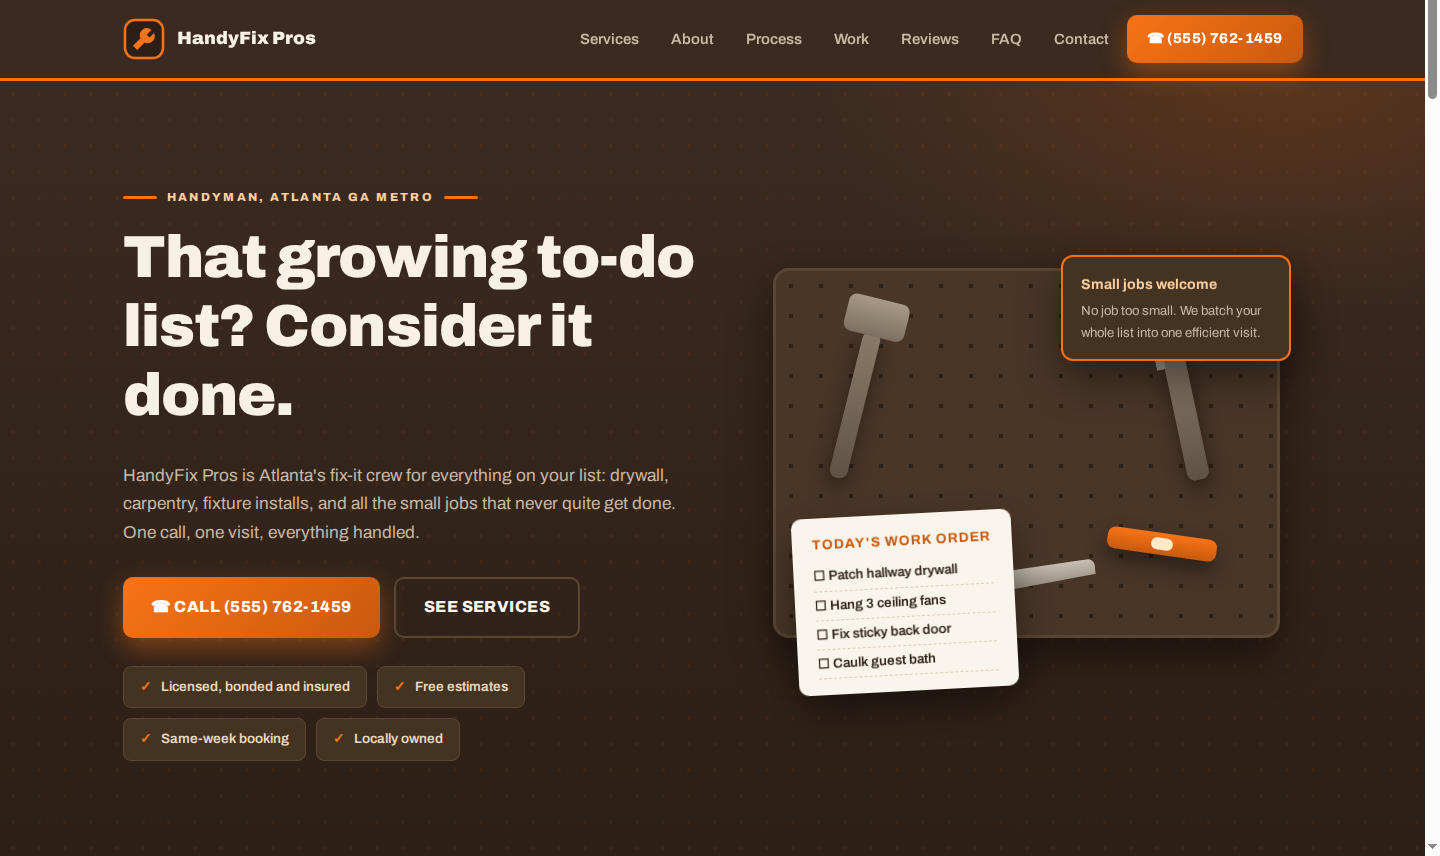 HandyFix Pros
Services About Process Work Reviews FAQ Contact ☎ (555) 762-1459
HANDYMAN, ATLANTA GA METRO
That growing to-do
list? Consider it
done.
HandyFix Pros is Atlanta's fix-it crew for everything on your list: drywall,
carpentry, fixture installs, and all the small jobs that never quite get done.
One call, one visit, everything handled.
☎ CALL (555) 762-1459
SEE SERVICES
✓ Licensed, bonded and insured
✓ Free estimates
✓ Same-week booking
✓ Locally owned
Small jobs welcome
No job too small. We batch your
whole list into one efficient visit.
TODAY'S WORK ORDER
☐ Patch hallway drywall
☐ Hang 3 ceiling fans
☐ Fix sticky back door
☐ Caulk guest bath